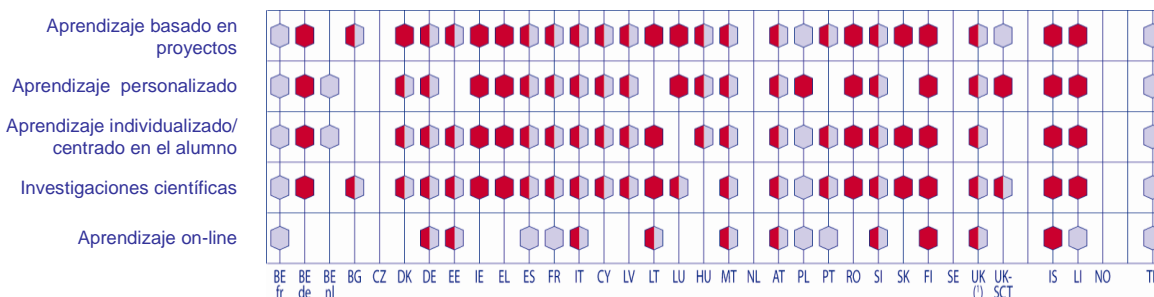 Aprendizaje basado en
proyectos
Aprendizaje personalizado
Aprendizaje individualizado/
centrado en el alumno
Investigaciones científicas
Aprendizaje on-line
BE BE BE BG CZ DK DE EE IE EL ES FR IT CY LV LT LU HU MT NL AT PL PT RO SI SK FI SE UK UK- IS LI NO
fr de nl (¹) SCT